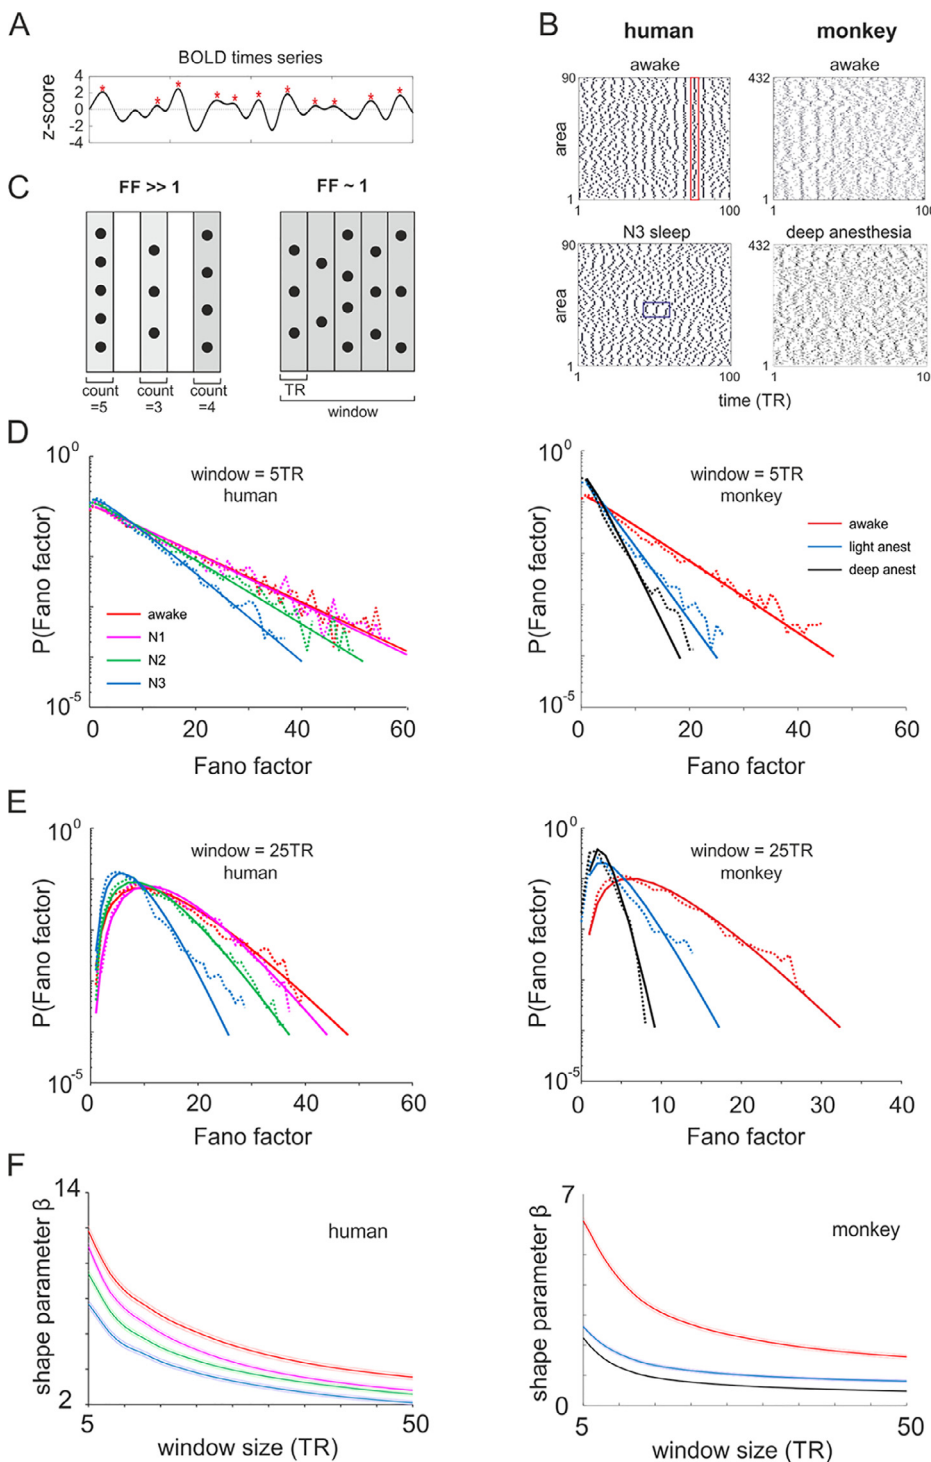 A
BOLD times series
z-score
4
2
0
-2
-4
B
human
monkey
awake
awake
90
area
1
1
100
432
1
1
100
N3 sleep
deep anesthesia
90
area
1
1
100
432
1
1
10
time (TR)
C
FF >> 1
FF ~ 1
count
=5
count
=3
count
=4
TR
window
D
10⁰
P(Fano factor)
10⁻⁵
window = 5TR
human
awake
N1
N2
N3
0
20
40
60
Fano factor
10⁰
P(Fano factor)
10⁻⁵
window = 5TR
monkey
awake
light anest
deep anest
0
20
40
60
Fano factor
E
10⁰
P(Fano factor)
10⁻⁵
window = 25TR
human
0
20
40
60
Fano factor
10⁰
P(Fano factor)
10⁻⁵
window = 25TR
monkey
0
10
20
30
40
Fano factor
F
14
shape parameter β
2
human
5
50
window size (TR)
7
shape parameter β
0
monkey
5
50
window size (TR)